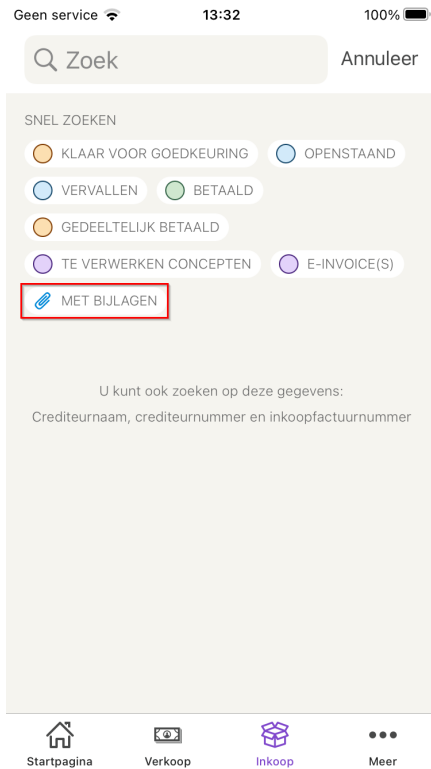 Geen service 13:32 100%
Zoek Annuleer
SNEL ZOEKEN
KLAAR VOOR GOEDKEURING OPENSTAAND
VERVALLEN BETAALD
GEDEELTELIJK BETAALD
TE VERWERKEN CONCEPTEN E-INVOICE(S)
MET BIJLAGEN
U kunt ook zoeken op deze gegevens:
Crediteurnaam, crediteurnummer en inkoopfactuurnummer
Startpagina Verkoop Inkoop Meer